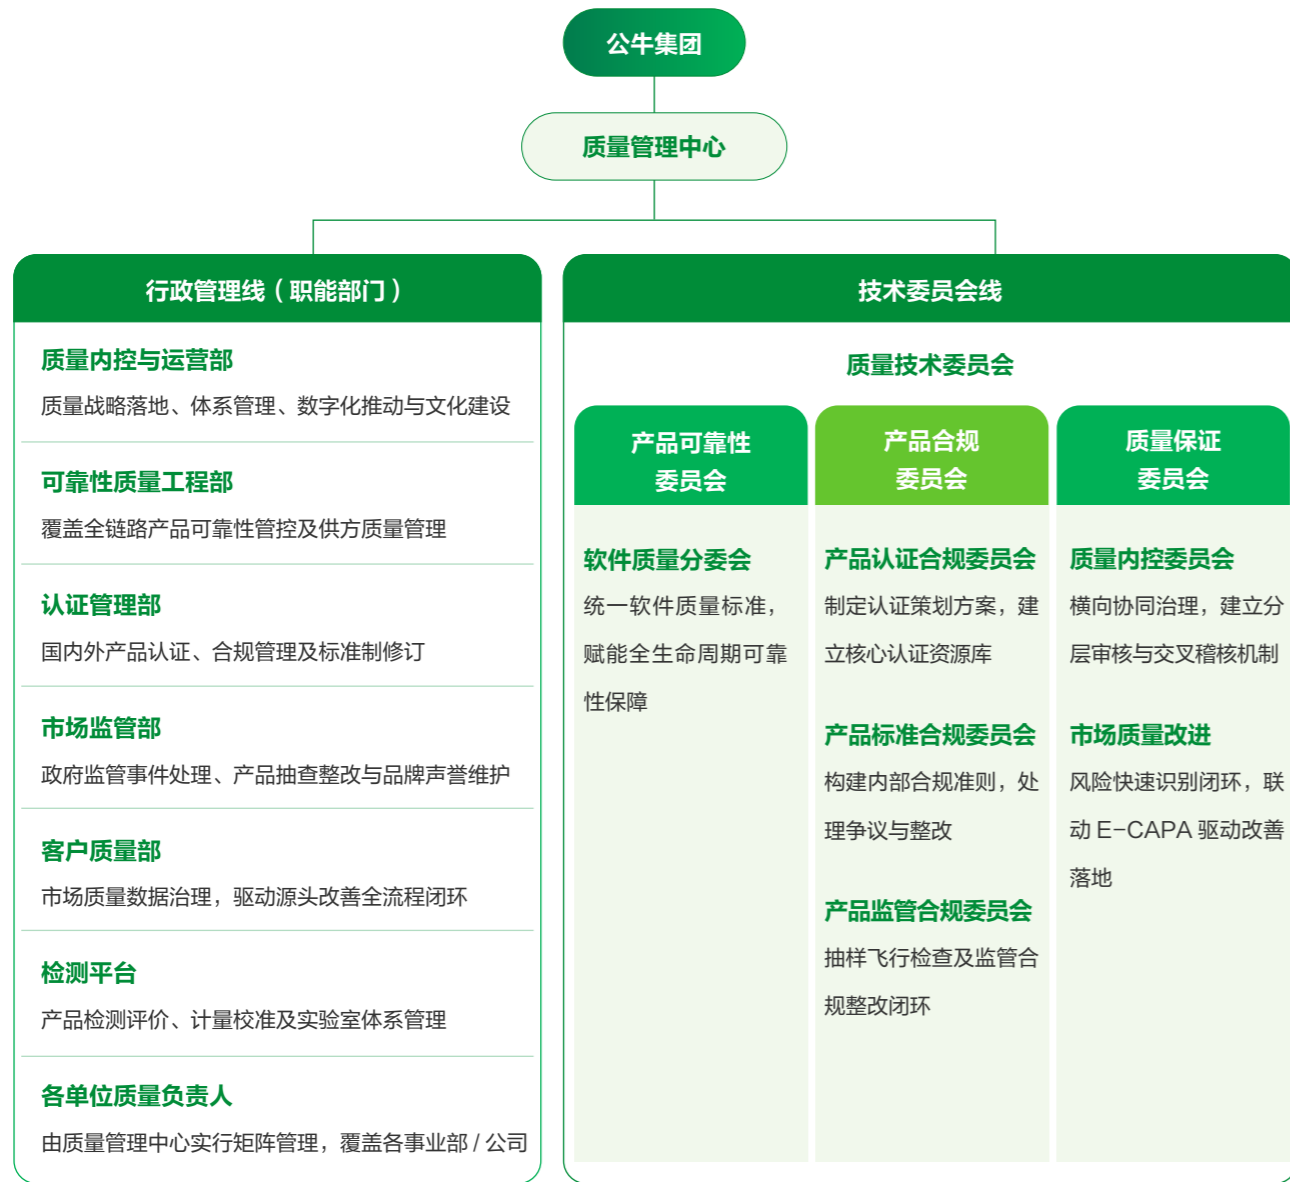 公牛集团
质量管理中心
行政管理线（职能部门）
质量内控与运营部
质量战略落地、体系管理、数字化推动与文化建设
可靠性质量工程部
覆盖全链路产品可靠性管控及供方质量管理
认证管理部
国内外产品认证、合规管理及标准制修订
市场监管部
政府监管事件处理、产品抽查整改与品牌声誉维护
客户质量部
市场质量数据治理，驱动源头改善全流程闭环
检测平台
产品检测评价、计量校准及实验室体系管理
各单位质量负责人
由质量管理中心实行矩阵管理，覆盖各事业部 / 公司
技术委员会线
质量技术委员会
产品可靠性
委员会
软件质量分委会
统一软件质量标准，
赋能全生命周期可靠
性保障
产品合规
委员会
产品认证合规委员会
制定认证策划方案，建
立核心认证资源库
产品标准合规委员会
构建内部合规准则，处
理争议与整改
产品监管合规委员会
抽样飞行检查及监管合
规整改闭环
质量保证
委员会
质量内控委员会
横向协同治理，建立分
层审核与交叉稽核机制
市场质量改进
风险快速识别闭环，联
动 E-CAPA 驱动改善
落地